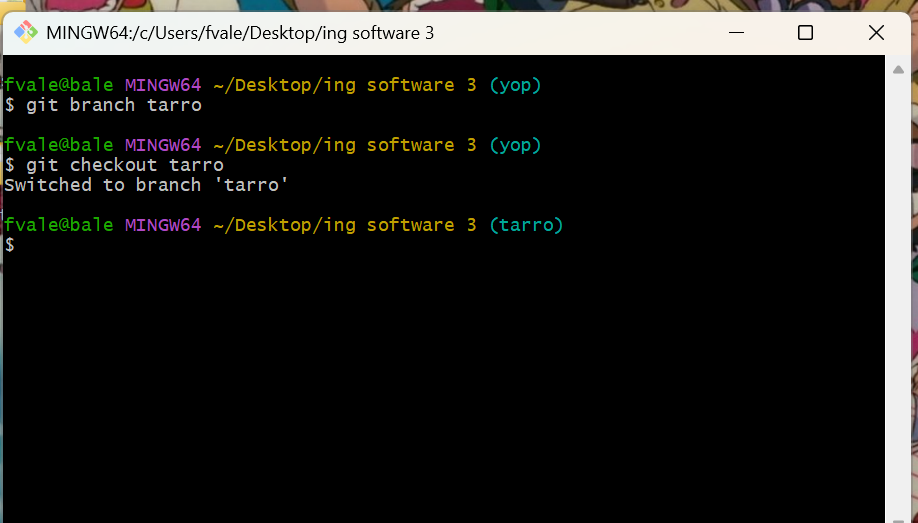 MINGW64:/c/Users/fvale/Desktop/ing software 3
fvale@bale MINGW64 ~/Desktop/ing software 3 (yop)
$ git branch tarro
fvale@bale MINGW64 ~/Desktop/ing software 3 (yop)
$ git checkout tarro
Switched to branch 'tarro'
fvale@bale MINGW64 ~/Desktop/ing software 3 (tarro)
$